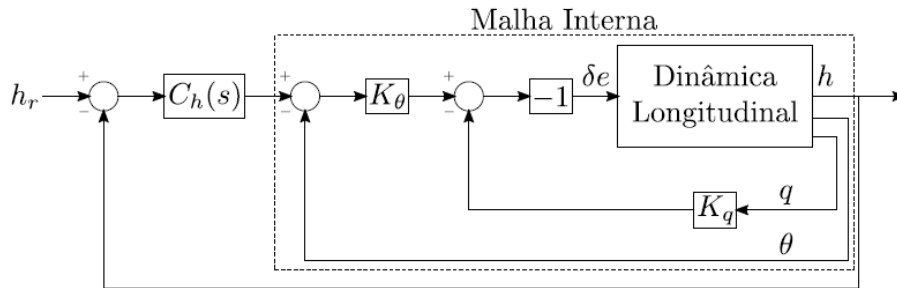 Malha Interna
h_r
+
−
C_h(s)
+
−
K_θ
+
−
−1
δe
Dinâmica
Longitudinal
h
K_q
q
θ